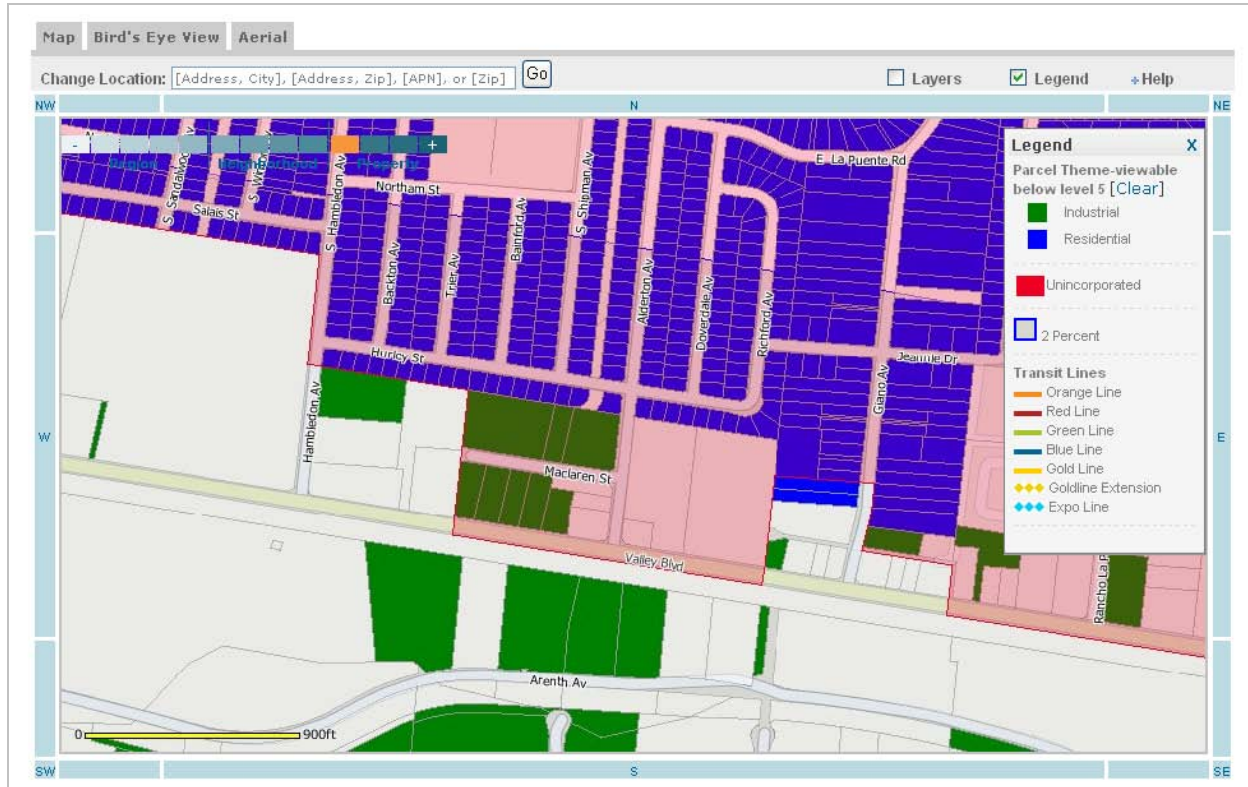 Map Bird's Eye View Aerial
Change Location: [Address, City], [Address, Zip], [APN], or [Zip] Go Layers Legend Help
NW N NE
- +
Region Neighborhood Property
Legend X
Parcel Theme-viewable
below level 5 [Clear]
Industrial
Residential
Unincorporated
2 Percent
Transit Lines
Orange Line
Red Line
Green Line
Blue Line
Gold Line
Goldline Extension
Expo Line
E. La Puente Rd
S. Sandalwood
S. Hambledon Av
Northam St
Salais St
S. Shipman Av
Bainford Av
Backton Av
Trier Av
Alderton Av
Doverdale Av
Richford Av
Hurley St
Jeannie Dr
Giano Av
Hambledon Av
W
E
Maclaren St
Valley Blvd
Rancho La P
Arenth Av
0 900ft
SW S SE